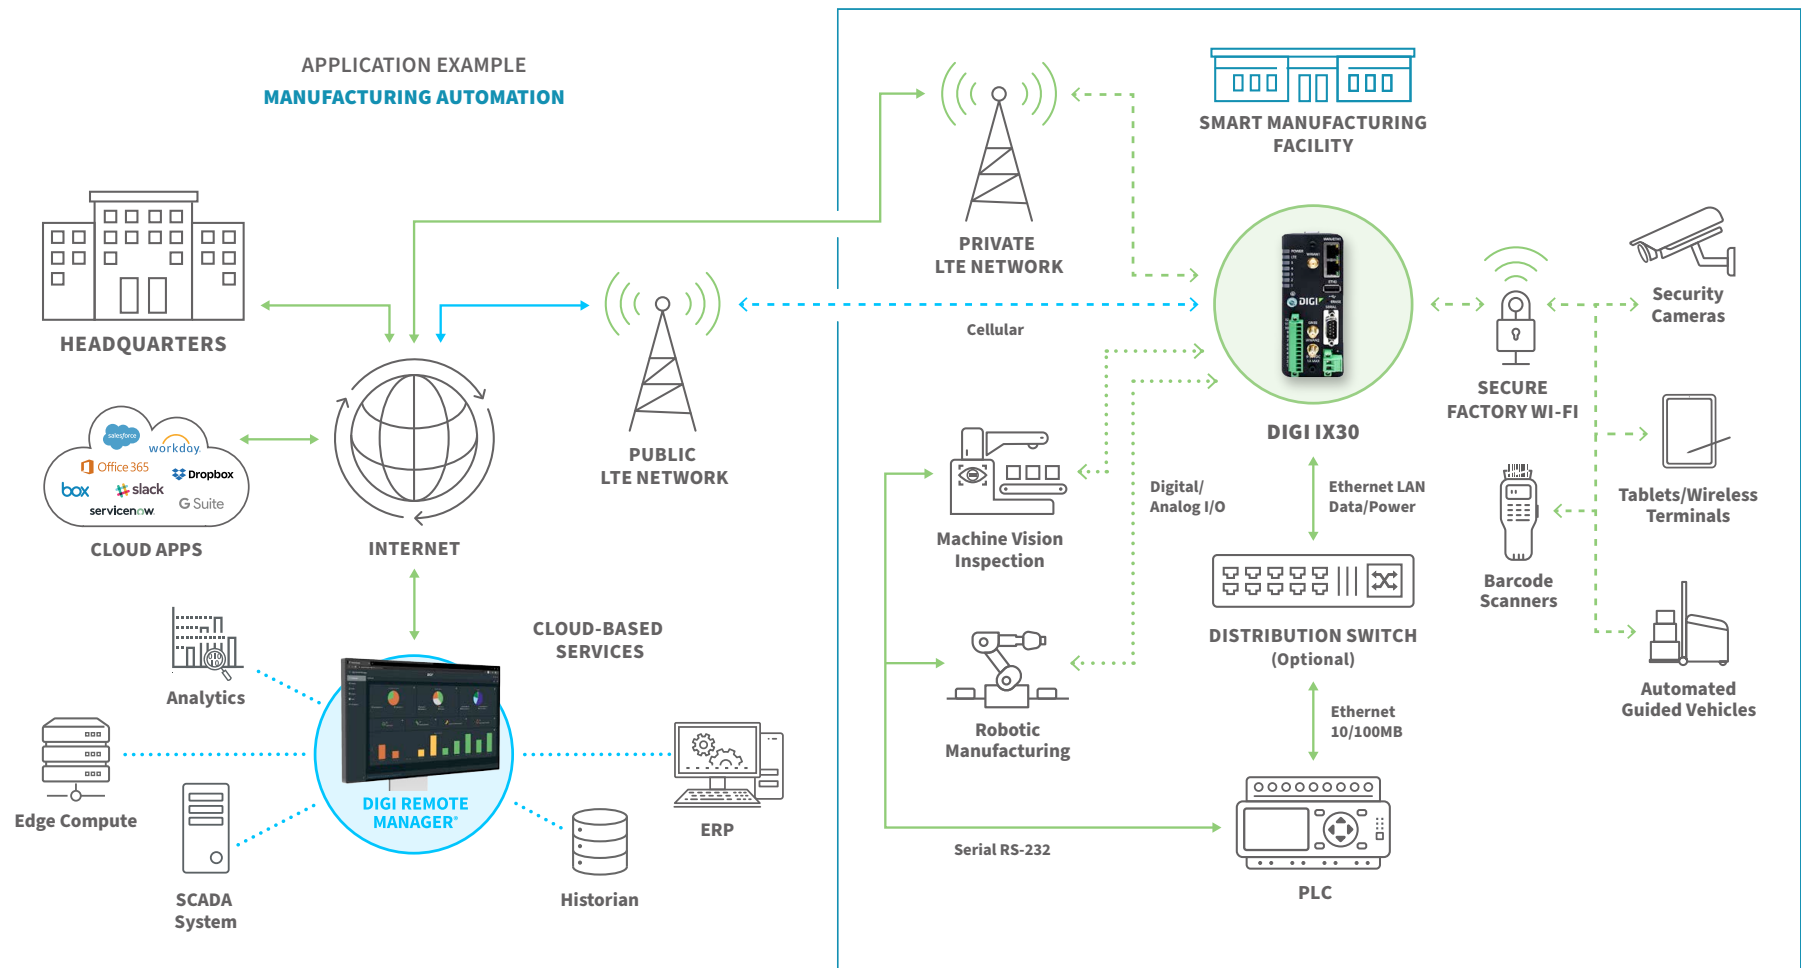 APPLICATION EXAMPLE
MANUFACTURING AUTOMATION
SMART MANUFACTURING
FACILITY
PRIVATE
LTE NETWORK
HEADQUARTERS
Cellular
Security
Cameras
SECURE
FACTORY WI-FI
DIGI
DIGI IX30
PUBLIC
LTE NETWORK
salesforce
workday.
Office 365
Dropbox
box
slack
servicenow
G Suite
CLOUD APPS
INTERNET
Digital/
Analog I/O
Ethernet LAN
Data/Power
Tablets/Wireless
Terminals
Machine Vision
Inspection
Barcode
Scanners
CLOUD-BASED
SERVICES
DISTRIBUTION SWITCH
(Optional)
Analytics
Automated
Guided Vehicles
Ethernet
10/100MB
Robotic
Manufacturing
DIGI REMOTE
MANAGER®
Edge Compute
ERP
Serial RS-232
SCADA
System
Historian
PLC